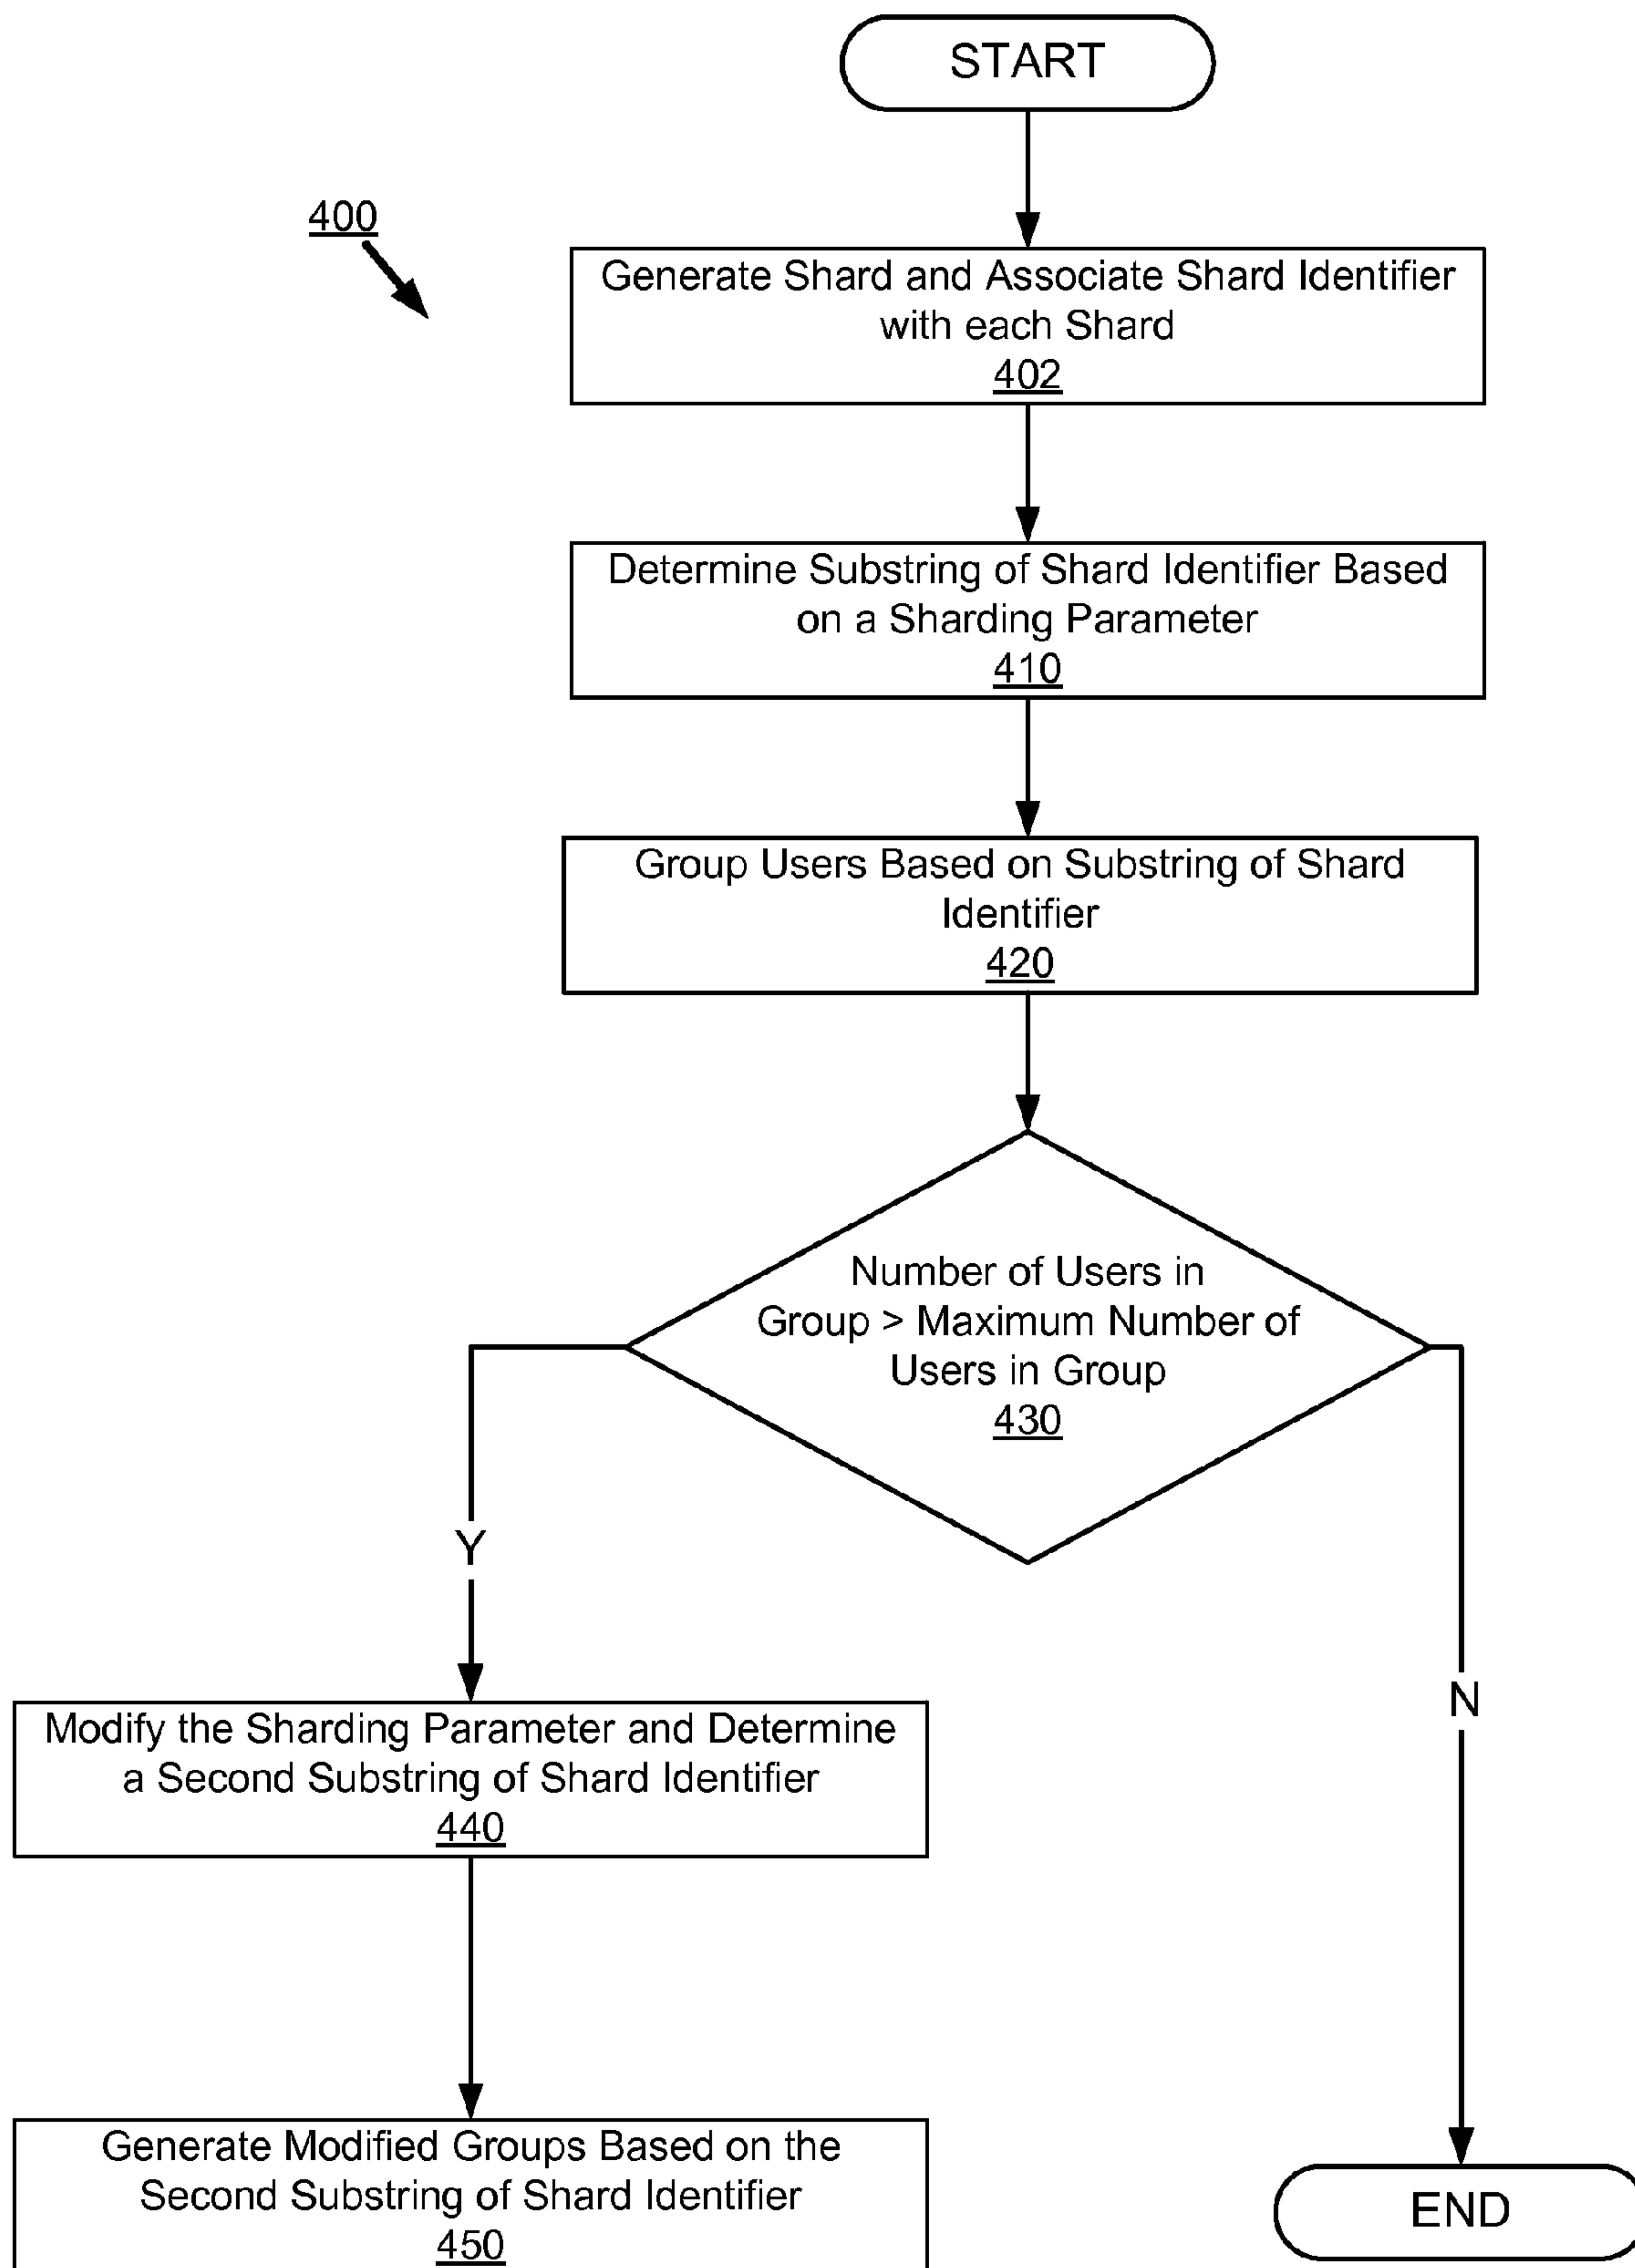 START
400
Generate Shard and Associate Shard Identifier
with each Shard
402
Determine Substring of Shard Identifier Based
on a Sharding Parameter
410
Group Users Based on Substring of Shard
Identifier
420
Number of Users in
Group > Maximum Number of
Users in Group
430
Y
N
Modify the Sharding Parameter and Determine
a Second Substring of Shard Identifier
440
Generate Modified Groups Based on the
Second Substring of Shard Identifier
450
END